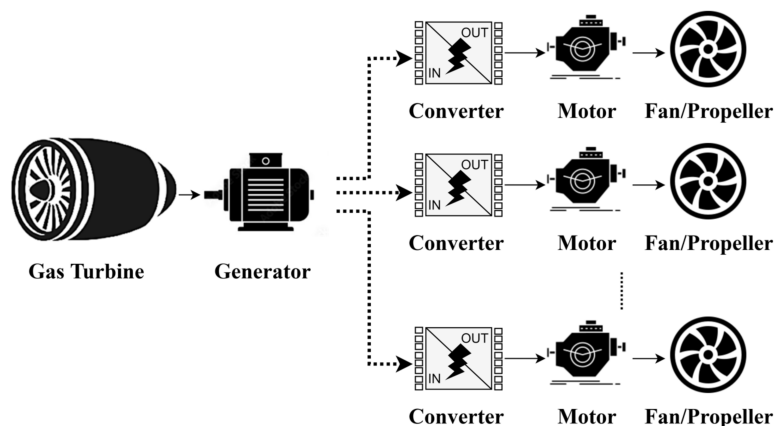 OUT
IN
Converter
Motor
Fan/Propeller
Gas Turbine
Generator
OUT
IN
Converter
Motor
Fan/Propeller
OUT
IN
Converter
Motor
Fan/Propeller